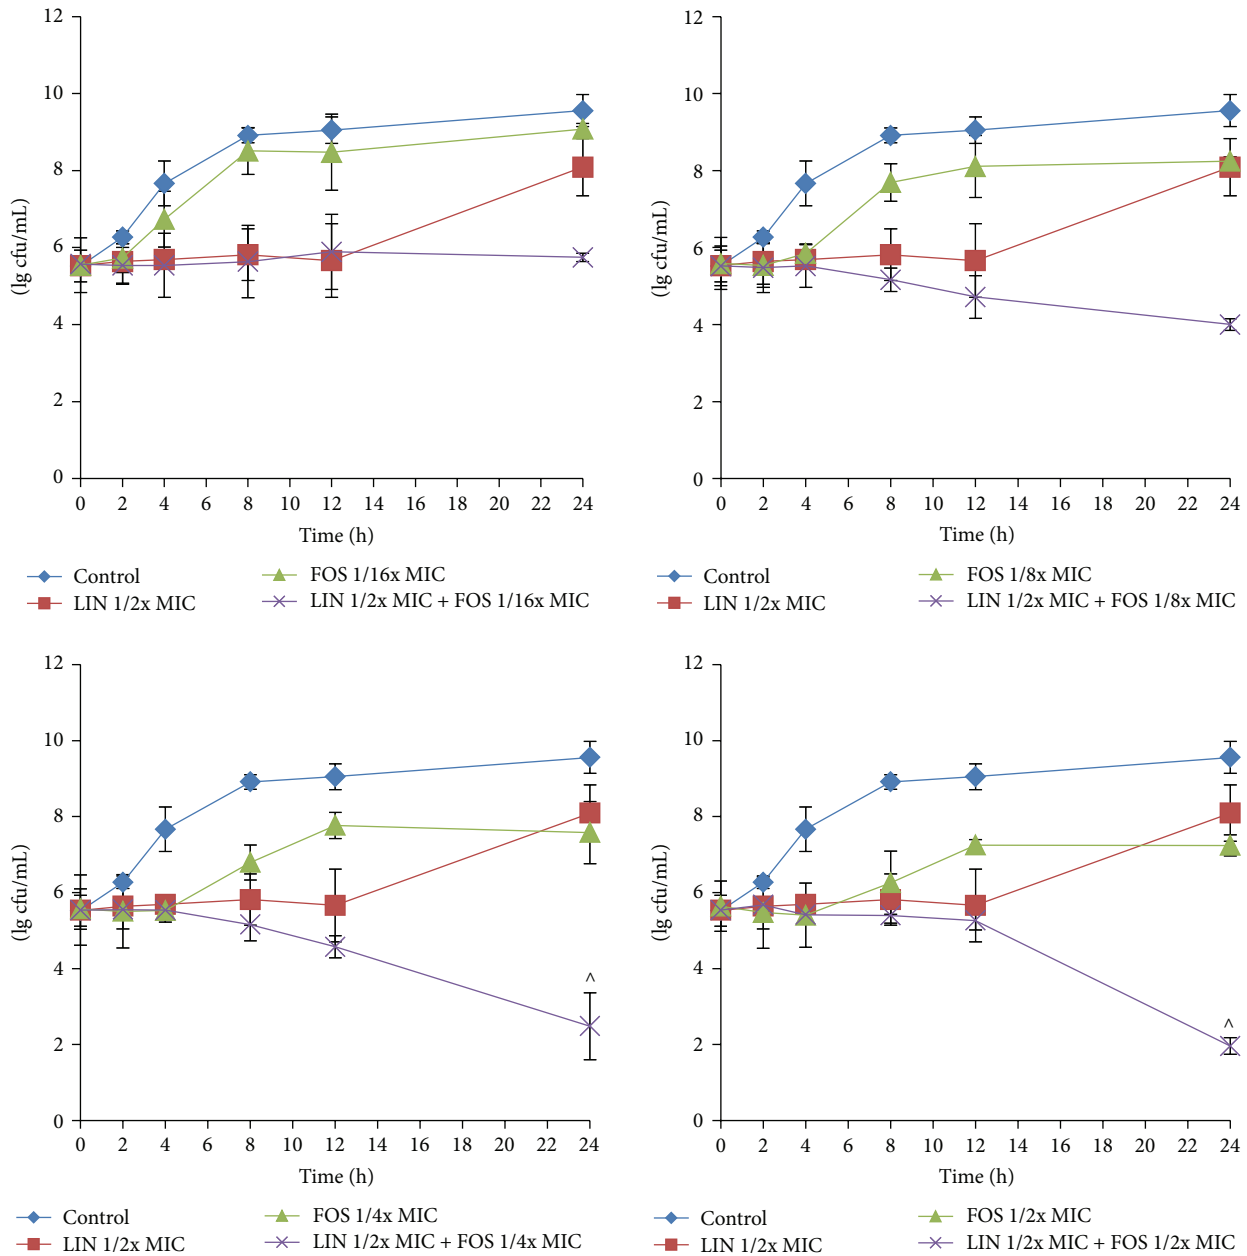 12
10
8
6
4
2
0
(lg cfu/mL)
0 2 4 6 8 10 12 14 16 18 20 22 24
Time (h)
Control
FOS 1/16x MIC
LIN 1/2x MIC
LIN 1/2x MIC + FOS 1/16x MIC
12
10
8
6
4
2
0
(lg cfu/mL)
0 2 4 6 8 10 12 14 16 18 20 22 24
Time (h)
Control
FOS 1/8x MIC
LIN 1/2x MIC
LIN 1/2x MIC + FOS 1/8x MIC
12
10
8
6
4
2
0
(lg cfu/mL)
^
0 2 4 6 8 10 12 14 16 18 20 22 24
Time (h)
Control
FOS 1/4x MIC
LIN 1/2x MIC
LIN 1/2x MIC + FOS 1/4x MIC
12
10
8
6
4
2
0
(lg cfu/mL)
^
0 2 4 6 8 10 12 14 16 18 20 22 24
Time (h)
Control
FOS 1/2x MIC
LIN 1/2x MIC
LIN 1/2x MIC + FOS 1/2x MIC